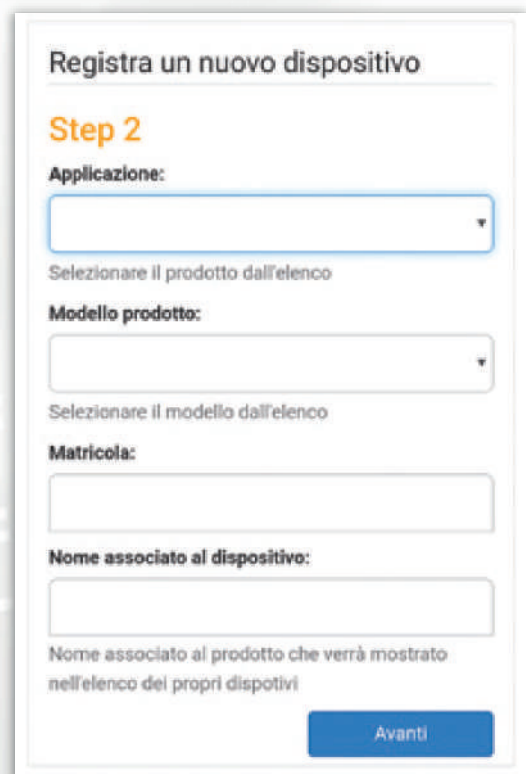 Registra un nuovo dispositivo
Step 2
Applicazione:
Selezionare il prodotto dall'elenco
Modello prodotto:
Selezionare il modello dall'elenco
Matricola:
Nome associato al dispositivo:
Nome associato al prodotto che verrà mostrato
nell'elenco dei propri dispotivi
Avanti